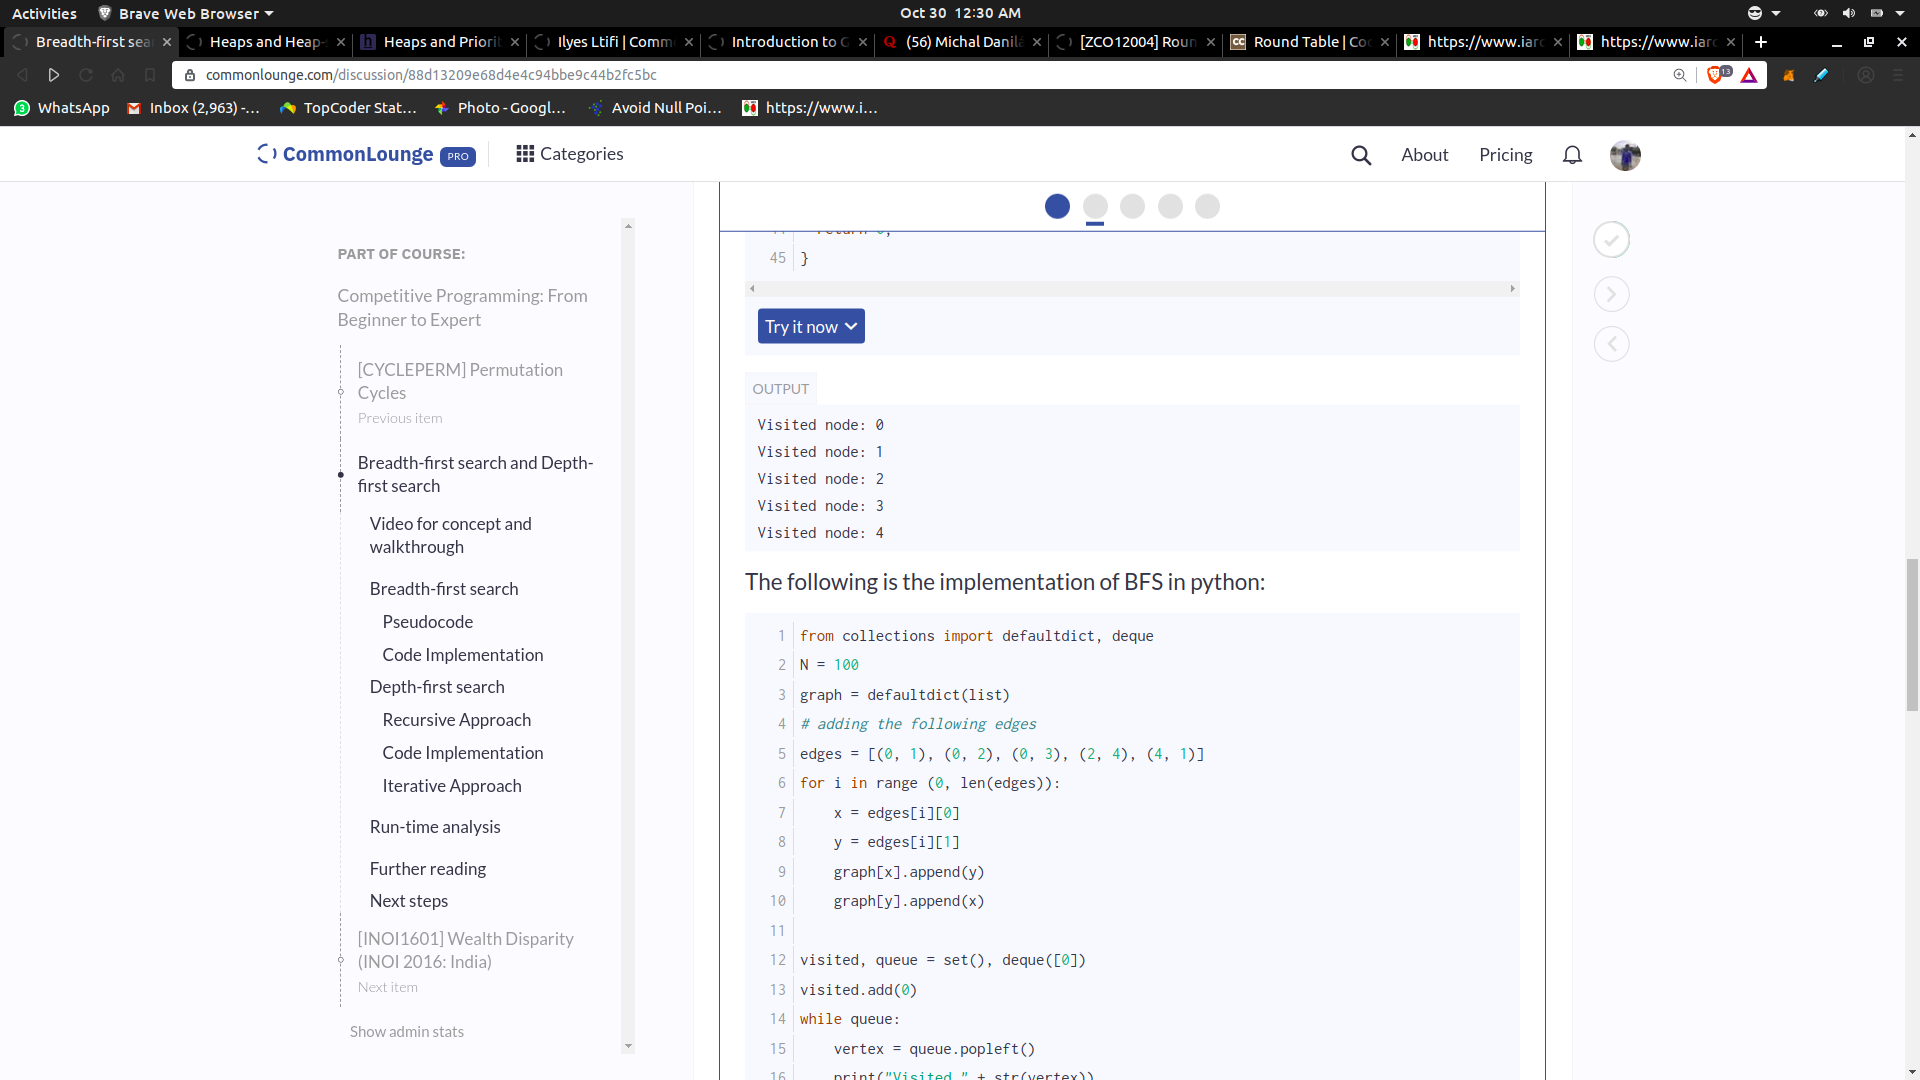 Activities
Brave Web Browser
Oct 30 12:30 AM
Breadth-first sea
Heaps and Heap-
Heaps and Priorit
Ilyes Ltifi | Comm
Introduction to G
(56) Michal Danilá
[ZCO12004] Roun
Round Table | Co
https://www.iarc
https://www.iarc
commonlounge.com/discussion/88d13209e68d4e4c94bbe9c44b2fc5bc
13
WhatsApp
Inbox (2,963) -...
TopCoder Stat...
Photo - Googl...
Avoid Null Poi...
https://www.i...
CommonLounge PRO
Categories
About
Pricing
PART OF COURSE:
Competitive Programming: From
Beginner to Expert
[CYCLEPERM] Permutation
Cycles
Previous item
Breadth-first search and Depth-
first search
Video for concept and
walkthrough
Breadth-first search
Pseudocode
Code Implementation
Depth-first search
Recursive Approach
Code Implementation
Iterative Approach
Run-time analysis
Further reading
Next steps
[INOI1601] Wealth Disparity
(INOI 2016: India)
Next item
Show admin stats
45 }
Try it now
OUTPUT
Visited node: 0
Visited node: 1
Visited node: 2
Visited node: 3
Visited node: 4
The following is the implementation of BFS in python:
1 from collections import defaultdict, deque
2 N = 100
3 graph = defaultdict(list)
4 # adding the following edges
5 edges = [(0, 1), (0, 2), (0, 3), (2, 4), (4, 1)]
6 for i in range (0, len(edges)):
7 x = edges[i][0]
8 y = edges[i][1]
9 graph[x].append(y)
10 graph[y].append(x)
11
12 visited, queue = set(), deque([0])
13 visited.add(0)
14 while queue:
15 vertex = queue.popleft()
16 print("Visited " + str(vertex))